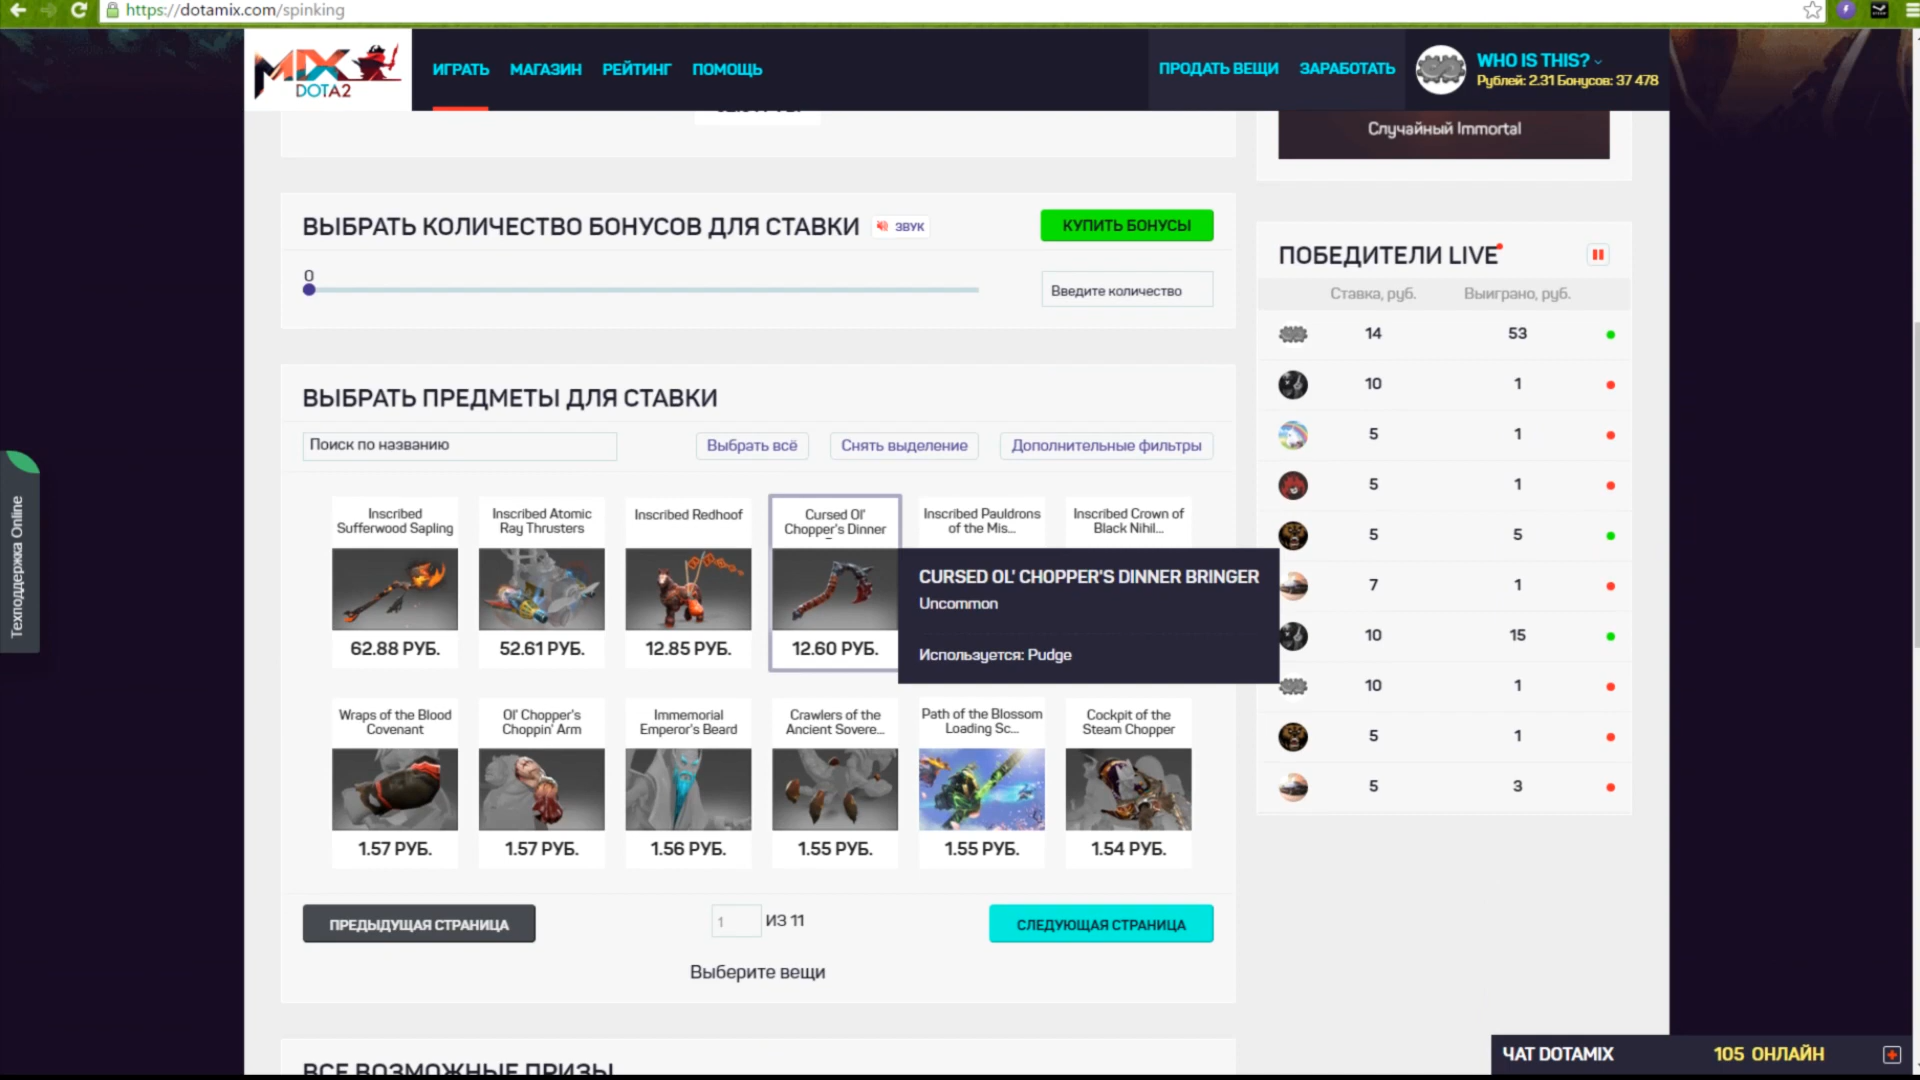 https://dotamix.com/spinking
MIX
DOTA2
ИГРАТЬ
МАГАЗИН
РЕЙТИНГ
ПОМОЩЬ
ПРОДАТЬ ВЕЩИ
ЗАРАБОТАТЬ
WHO IS THIS?
Рублей: 2.31 Бонусов: 37 478
Случайный Immortal
ВЫБРАТЬ КОЛИЧЕСТВО БОНУСОВ ДЛЯ СТАВКИ
ЗВУК
КУПИТЬ БОНУСЫ
0
Введите количество
ВЫБРАТЬ ПРЕДМЕТЫ ДЛЯ СТАВКИ
Поиск по названию
Выбрать всё
Снять выделение
Дополнительные фильтры
Inscribed
Sufferwood Sapling
62.88 РУБ.
Inscribed Atomic
Ray Thrusters
52.61 РУБ.
Inscribed Redhoof
12.85 РУБ.
Cursed Ol'
Chopper's Dinner
12.60 РУБ.
Inscribed Pauldrons
of the Mis...
Inscribed Crown of
Black Nihil...
CURSED OL' CHOPPER'S DINNER BRINGER
Uncommon
Используется: Pudge
Wraps of the Blood
Covenant
1.57 РУБ.
Ol' Chopper's
Choppin' Arm
1.57 РУБ.
Immemorial
Emperor's Beard
1.56 РУБ.
Crawlers of the
Ancient Sovere...
1.55 РУБ.
Path of the Blossom
Loading Sc...
1.55 РУБ.
Cockpit of the
Steam Chopper
1.54 РУБ.
ПРЕДЫДУЩАЯ СТРАНИЦА
1 ИЗ 11
СЛЕДУЮЩАЯ СТРАНИЦА
Выберите вещи
ВСЕ ВОЗМОЖНЫЕ ПРИЗЫ
ПОБЕДИТЕЛИ LIVE
Ставка, руб. Выиграно, руб.
14 53
10 1
5 1
5 1
5 5
7 1
10 15
10 1
5 1
5 3
Техподдержка Online
ЧАТ DOTAMIX
105 ОНЛАЙН